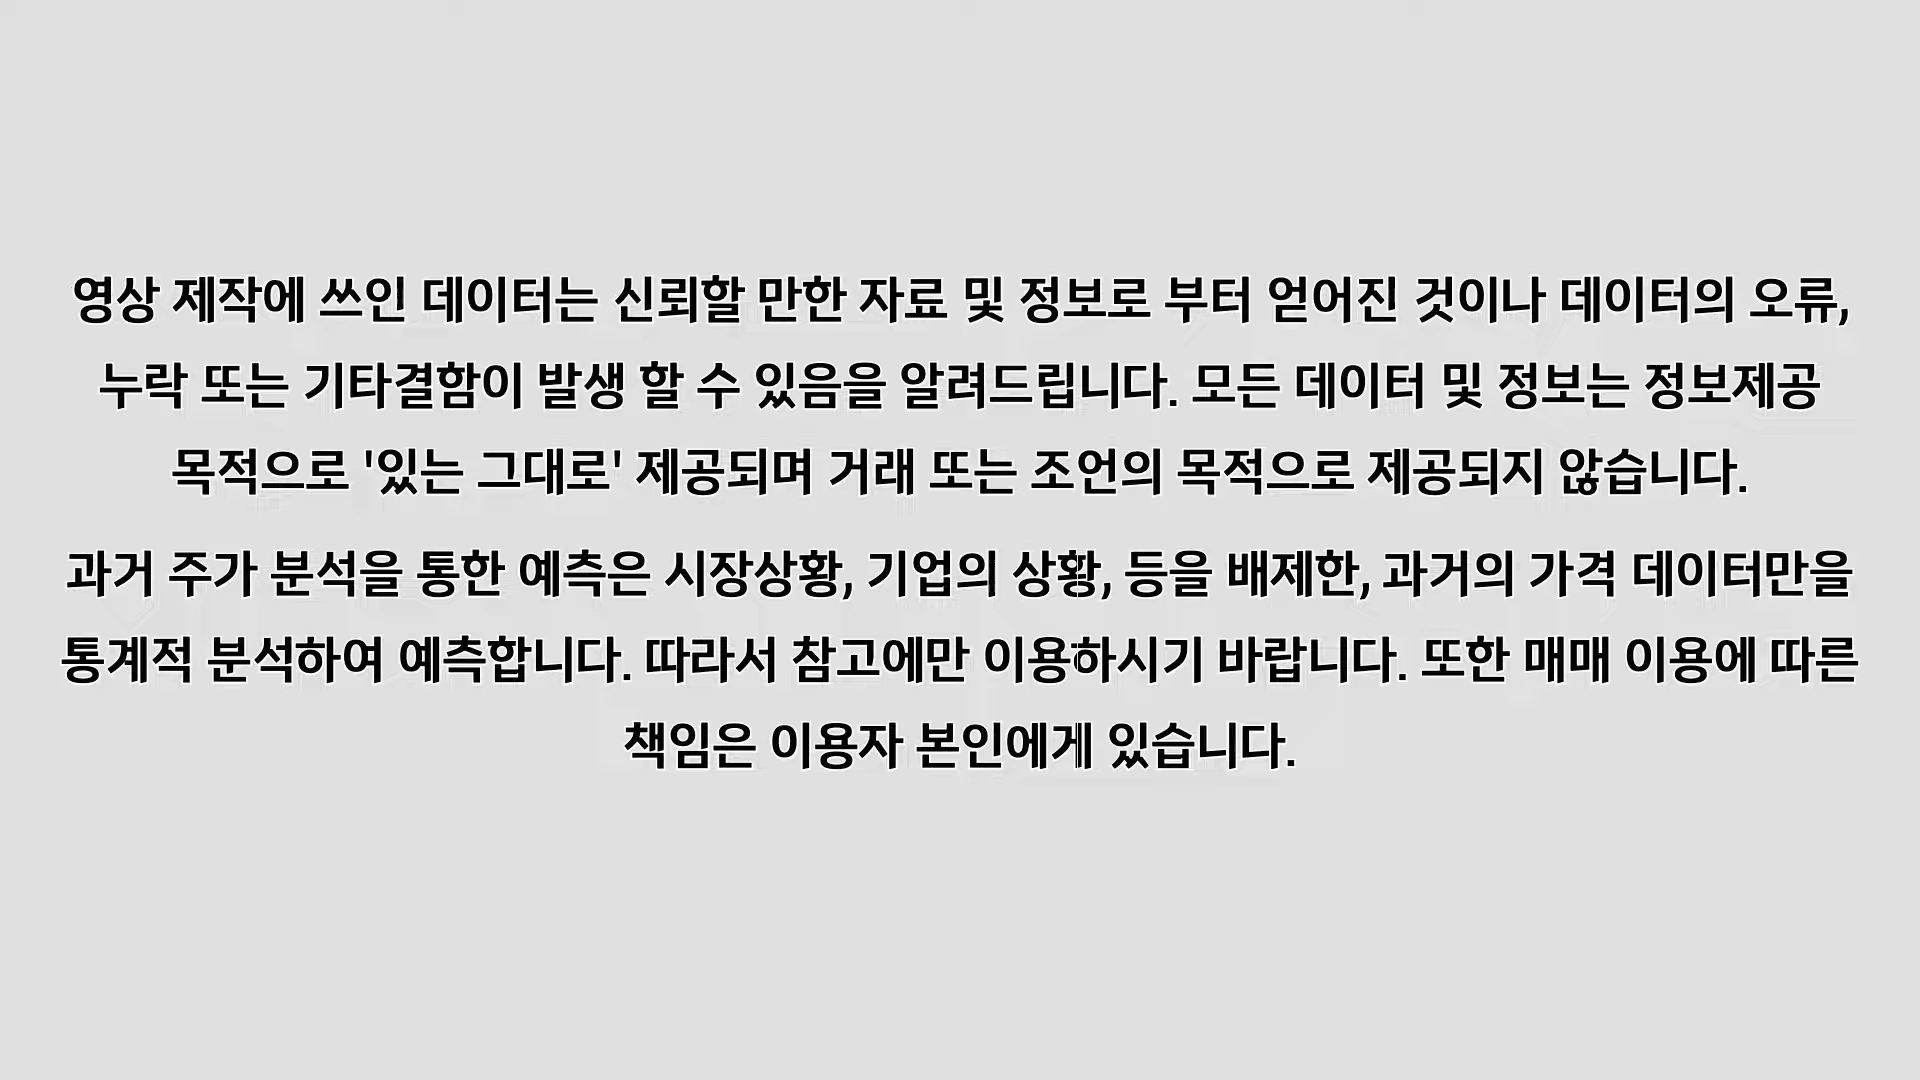 영상 제작에 쓰인 데이터는 신뢰할 만한 자료 및 정보로 부터 얻어진 것이나 데이터의 오류,
누락 또는 기타결함이 발생 할 수 있음을 알려드립니다. 모든 데이터 및 정보는 정보제공
목적으로 '있는 그대로' 제공되며 거래 또는 조언의 목적으로 제공되지 않습니다.
과거 주가 분석을 통한 예측은 시장상황, 기업의 상황, 등을 배제한, 과거의 가격 데이터만을
통계적 분석하여 예측합니다. 따라서 참고에만 이용하시기 바랍니다. 또한 매매 이용에 따른
책임은 이용자 본인에게 있습니다.